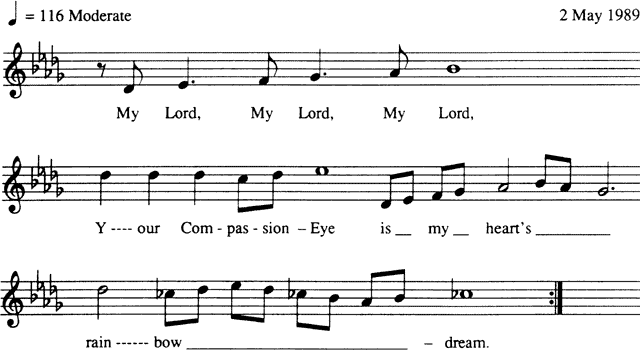 ♩ = 116 Moderate 2 May 1989
My Lord, My Lord, My Lord,
Y ---- our Com - pas - sion – Eye is __ my __ heart's ________
rain ------ bow ________________________ – dream.